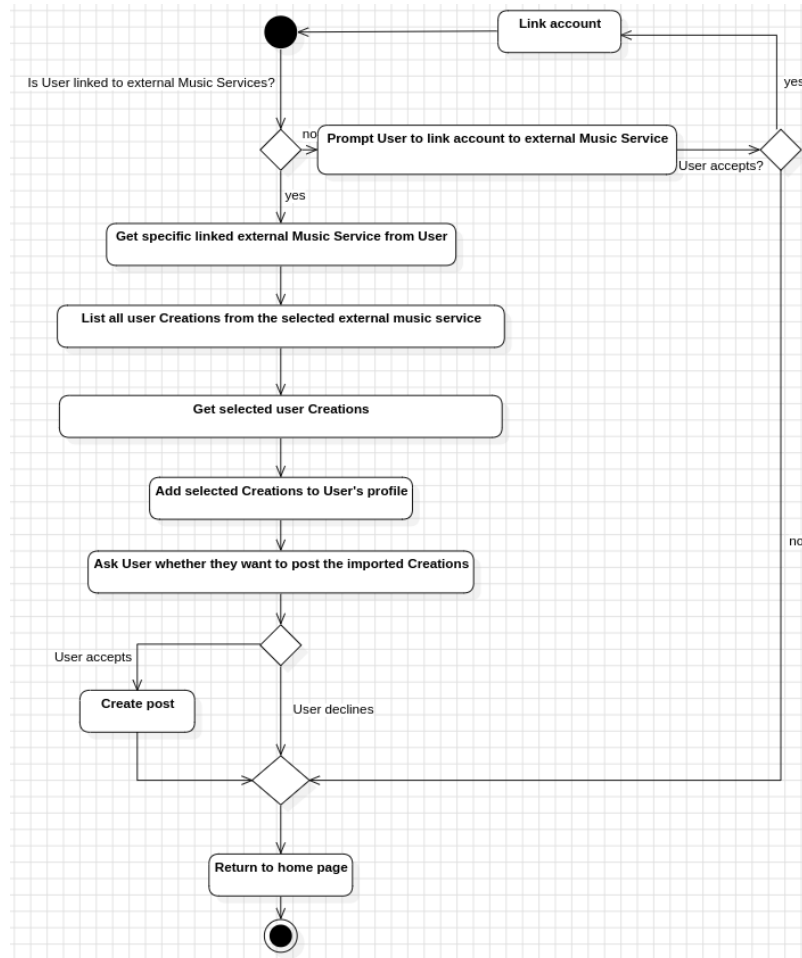 Link account
Is User linked to external Music Services?
yes
no
Prompt User to link account to external Music Service
User accepts?
yes
Get specific linked external Music Service from User
List all user Creations from the selected external music service
Get selected user Creations
Add selected Creations to User's profile
no
Ask User whether they want to post the imported Creations
User accepts
Create post
User declines
Return to home page